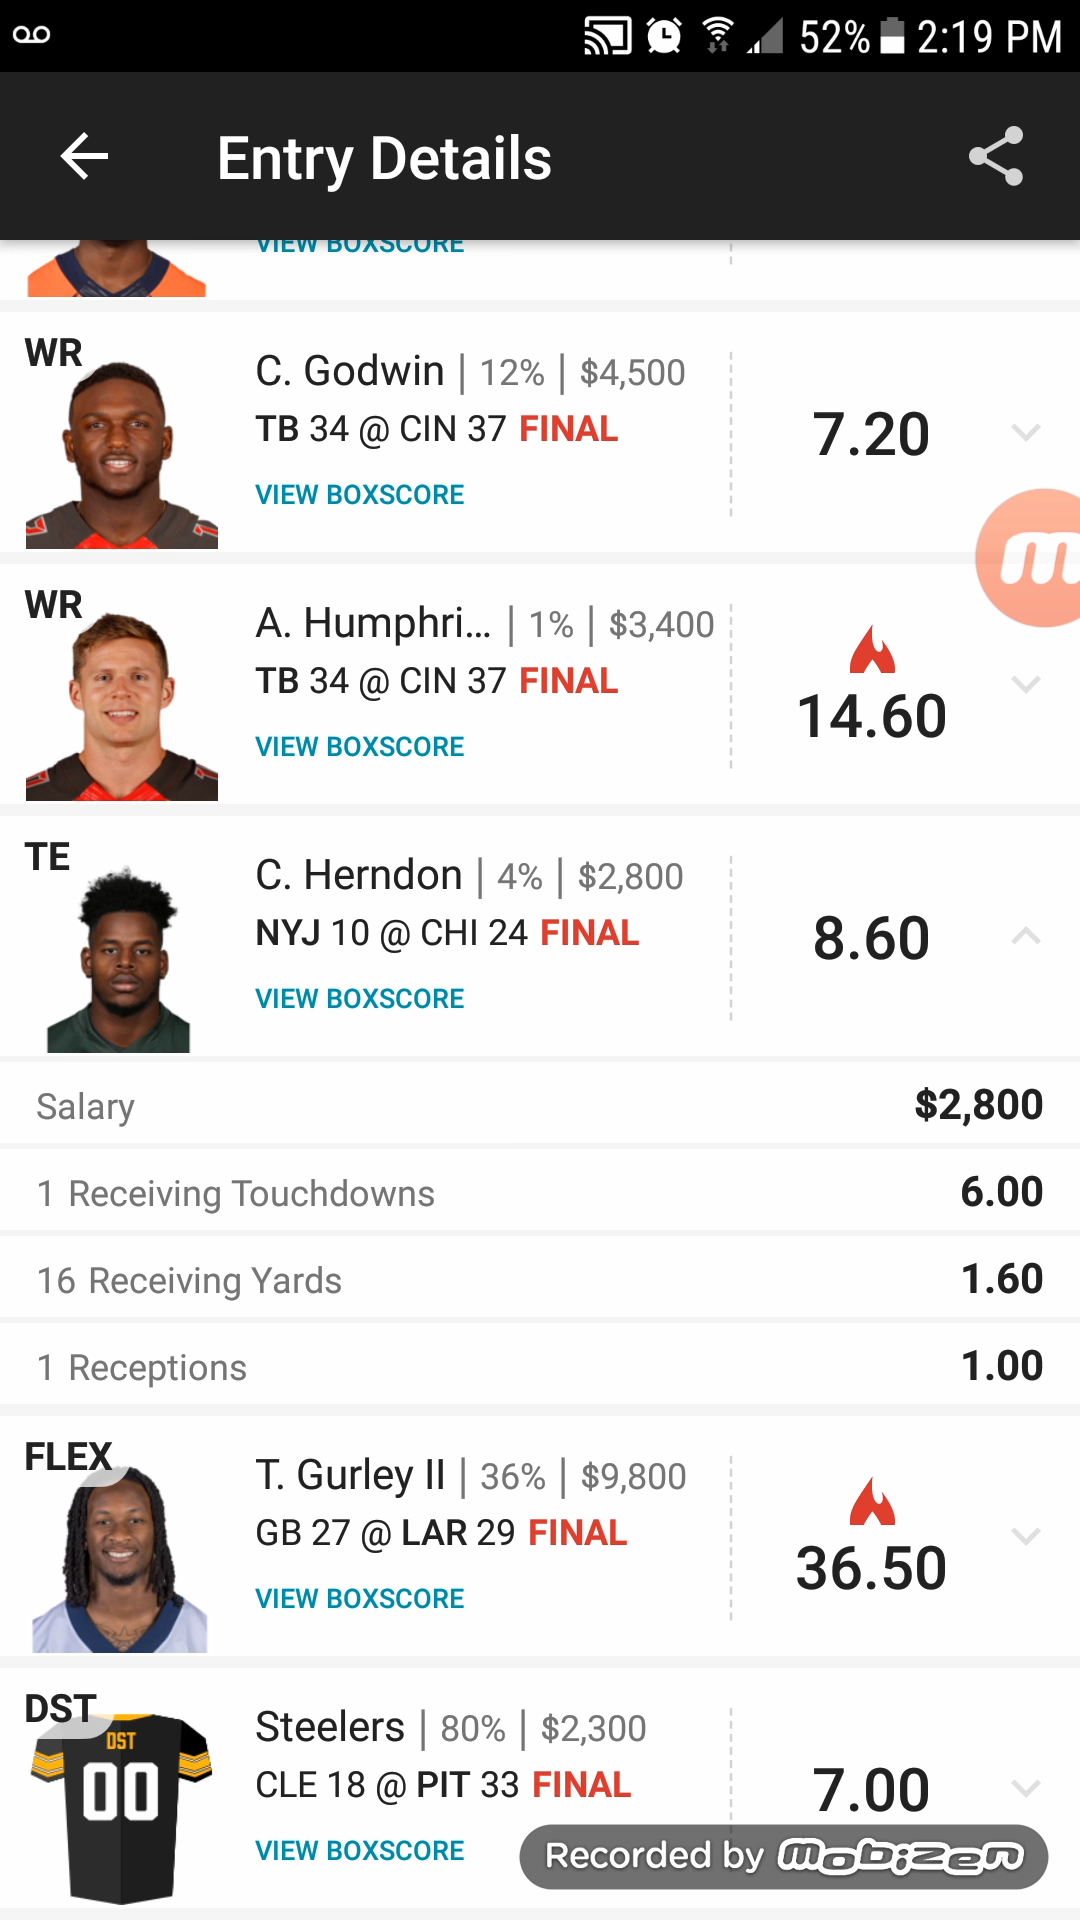 52% 2:19 PM
Entry Details
VIEW BOXSCORE
WR
C. Godwin | 12% | $4,500
TB 34 @ CIN 37 FINAL
7.20
VIEW BOXSCORE
m
WR
A. Humphri... | 1% | $3,400
TB 34 @ CIN 37 FINAL
14.60
VIEW BOXSCORE
TE
C. Herndon | 4% | $2,800
NYJ 10 @ CHI 24 FINAL
8.60
VIEW BOXSCORE
Salary $2,800
1 Receiving Touchdowns 6.00
16 Receiving Yards 1.60
1 Receptions 1.00
FLEX
T. Gurley II | 36% | $9,800
GB 27 @ LAR 29 FINAL
36.50
VIEW BOXSCORE
DST
Steelers | 80% | $2,300
DST
00
CLE 18 @ PIT 33 FINAL
7.00
VIEW BOXSCORE
Recorded by mobizen